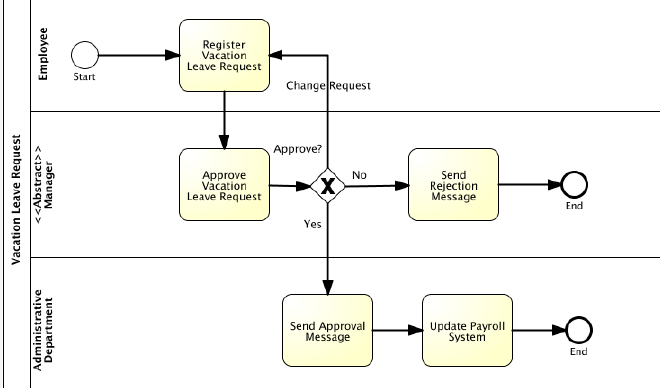 Vacation Leave Request
Employee
Start
Register
Vacation
Leave Request
Change Request
<<Abstract>>
Manager
Approve
Vacation
Leave Request
Approve?
X
No
Yes
Send
Rejection
Message
End
Administrative
Department
Send Approval
Message
Update Payroll
System
End